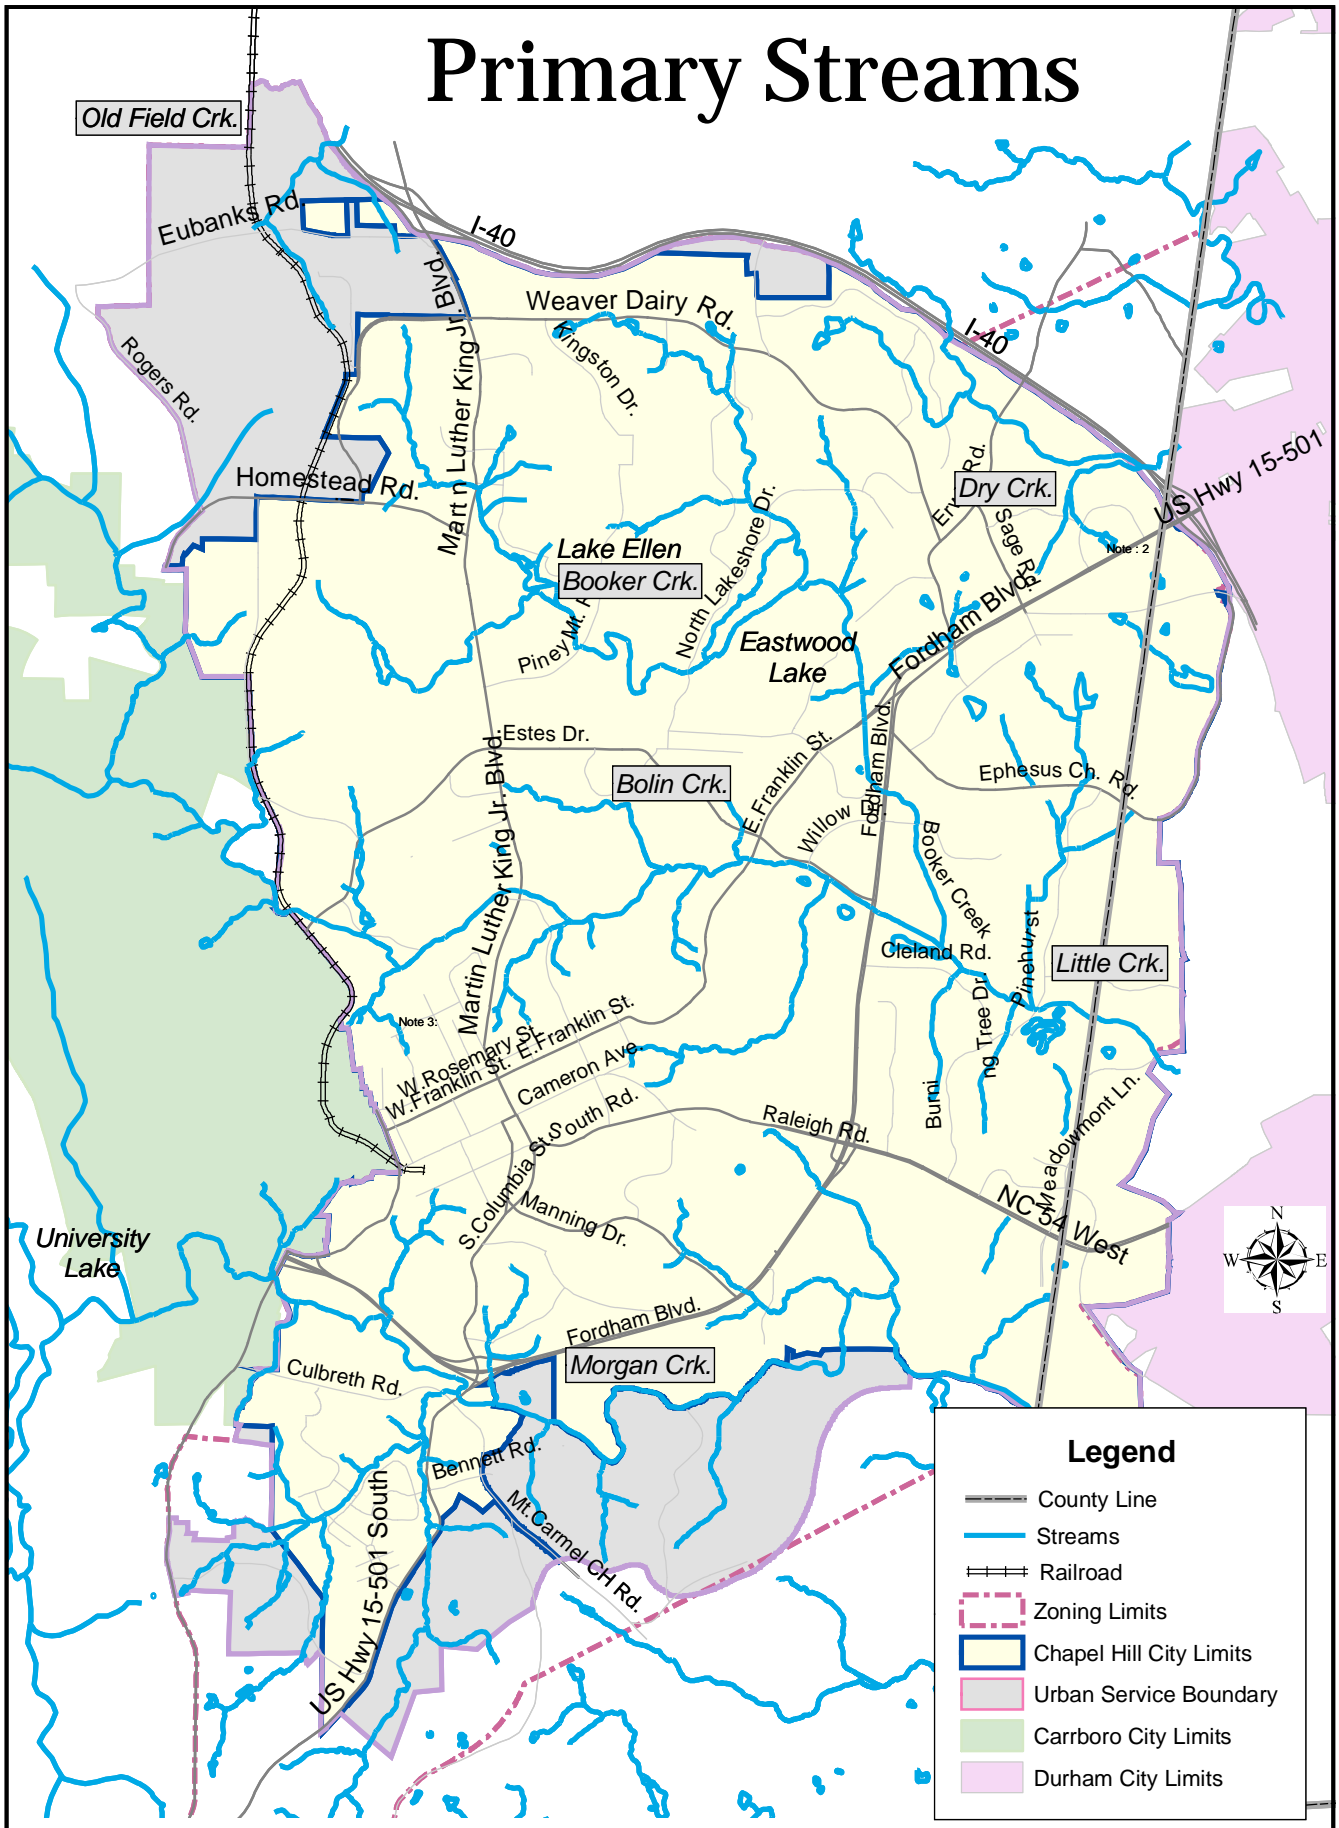 Primary Streams
Old Field Crk.
Eubanks Rd.
I-40
Weaver Dairy Rd.
Kingston Dr.
I-40
Rogers Rd.
Mart n Luther King Jr. Blvd.
US Hwy 15-501
Homestead Rd.
Rd.
Dry Crk.
Sage Rd.
Note : 2
Lake Ellen
Booker Crk.
North Lakeshore Dr.
Piney Mt.
Eastwood
Lake
Fordham Blvd.
Estes Dr.
Bolin Crk.
E.Franklin St.
Fordham Blvd.
Ephesus Ch. Rd.
Willow
Martin Luther King Jr. Blvd.
Booker Creek
Cleland Rd.
Pinehurst
Little Crk.
Note 3:
W.Rosemary St.
E.Franklin St.
W.Franklin St.
Cameron Ave.
Burni
ng Tree Dr.
South Rd.
Raleigh Rd.
Meadowmont Ln.
S.Columbia St.
Manning Dr.
NC 54 West
University
Lake
N
W E
S
Fordham Blvd.
Morgan Crk.
Culbreth Rd.
Bennett Rd.
Mt.Carmel CH Rd.
US Hwy 15-501 South
Legend
County Line
Streams
Railroad
Zoning Limits
Chapel Hill City Limits
Urban Service Boundary
Carrboro City Limits
Durham City Limits